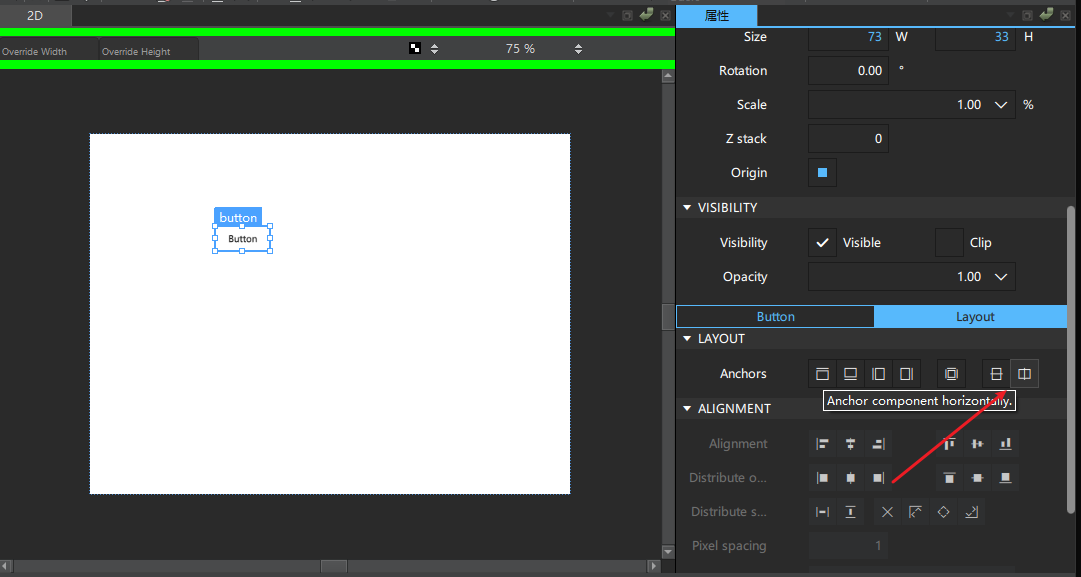 2D
属性
Override Width
Override Height
75 %
Size
73
W
33
H
Rotation
0.00
°
Scale
1.00
%
Z stack
0
Origin
VISIBILITY
button
Button
Visibility
Visible
Clip
Opacity
1.00
Button
Layout
LAYOUT
Anchors
Anchor component horizontally.
ALIGNMENT
Alignment
Distribute o...
Distribute s...
Pixel spacing
1